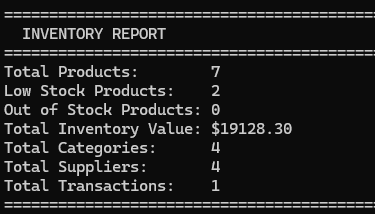 ==========================================
  INVENTORY REPORT
==========================================
Total Products:        7
Low Stock Products:    2
Out of Stock Products: 0
Total Inventory Value: $19128.30
Total Categories:      4
Total Suppliers:       4
Total Transactions:    1
==========================================